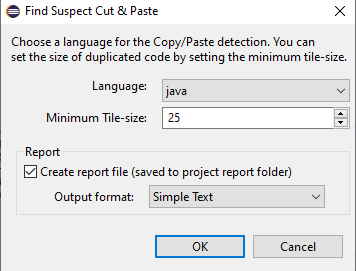 Find Suspect Cut & Paste
Choose a language for the Copy/Paste detection. You can
set the size of duplicated code by setting the minimum tile-size.
Language: java
Minimum Tile-size: 25
Report
Create report file (saved to project report folder)
Output format: Simple Text
OK Cancel